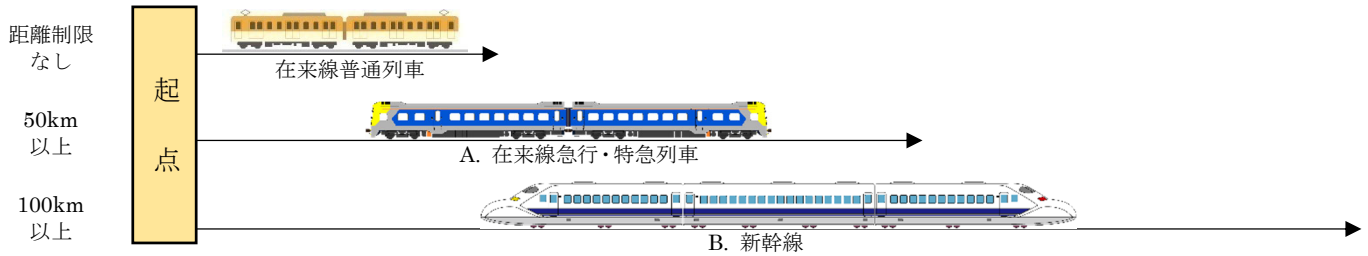 距離制限
なし
起
点
在来線普通列車
50km
以上
A. 在来線急行・特急列車
100km
以上
B. 新幹線